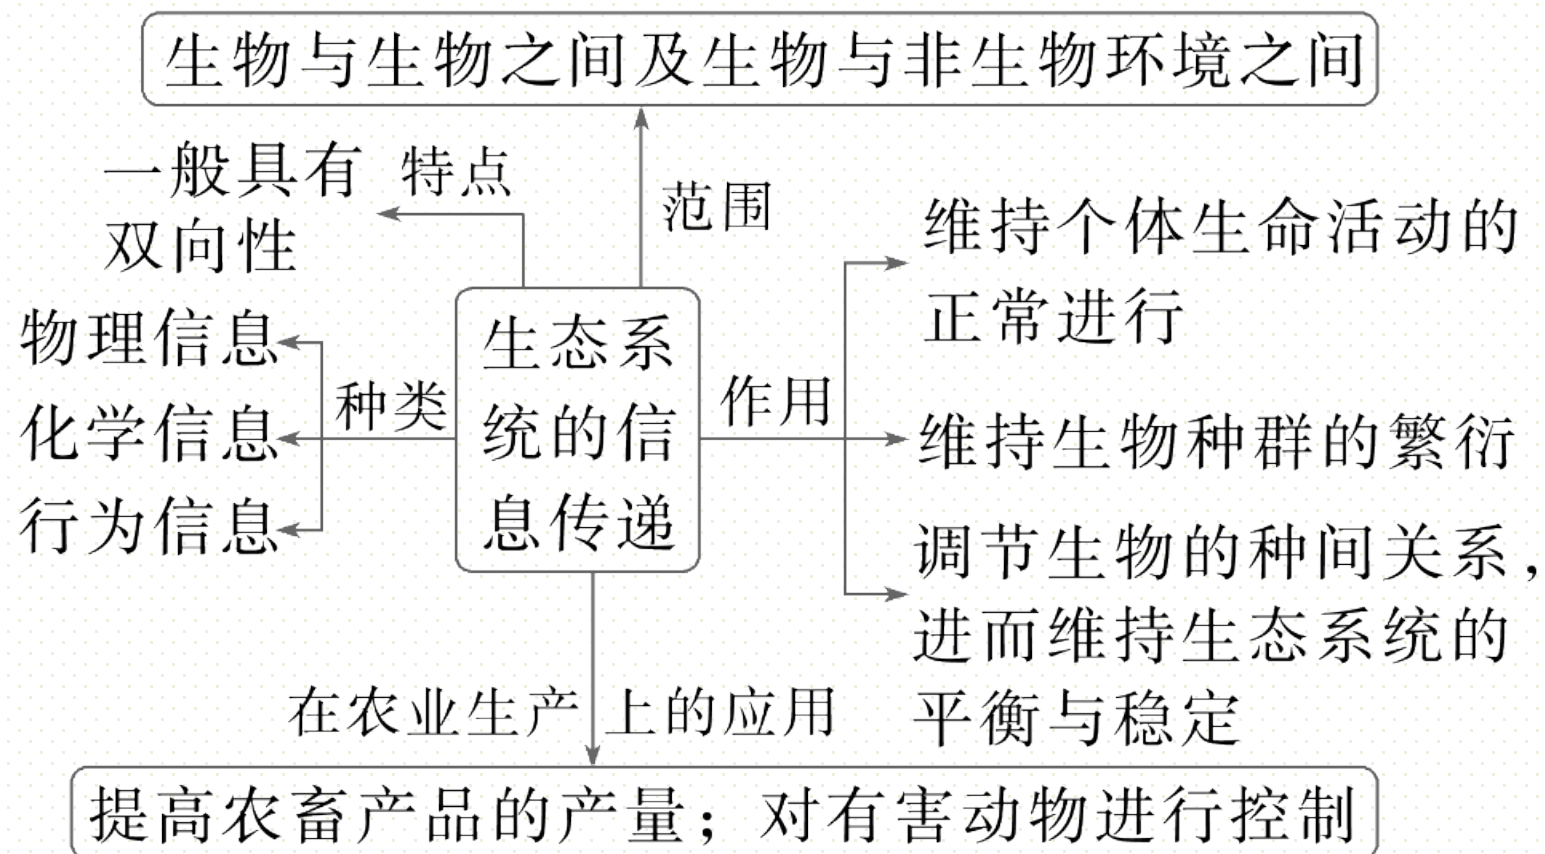 生物与生物之间及生物与非生物环境之间
一般具有
双向性
特点
范围
物理信息
化学信息
行为信息
种类
生态系
统的信
息传递
作用
维持个体生命活动的
正常进行
维持生物种群的繁衍
调节生物的种间关系，
进而维持生态系统的
平衡与稳定
在农业生产上的应用
提高农畜产品的产量；对有害动物进行控制